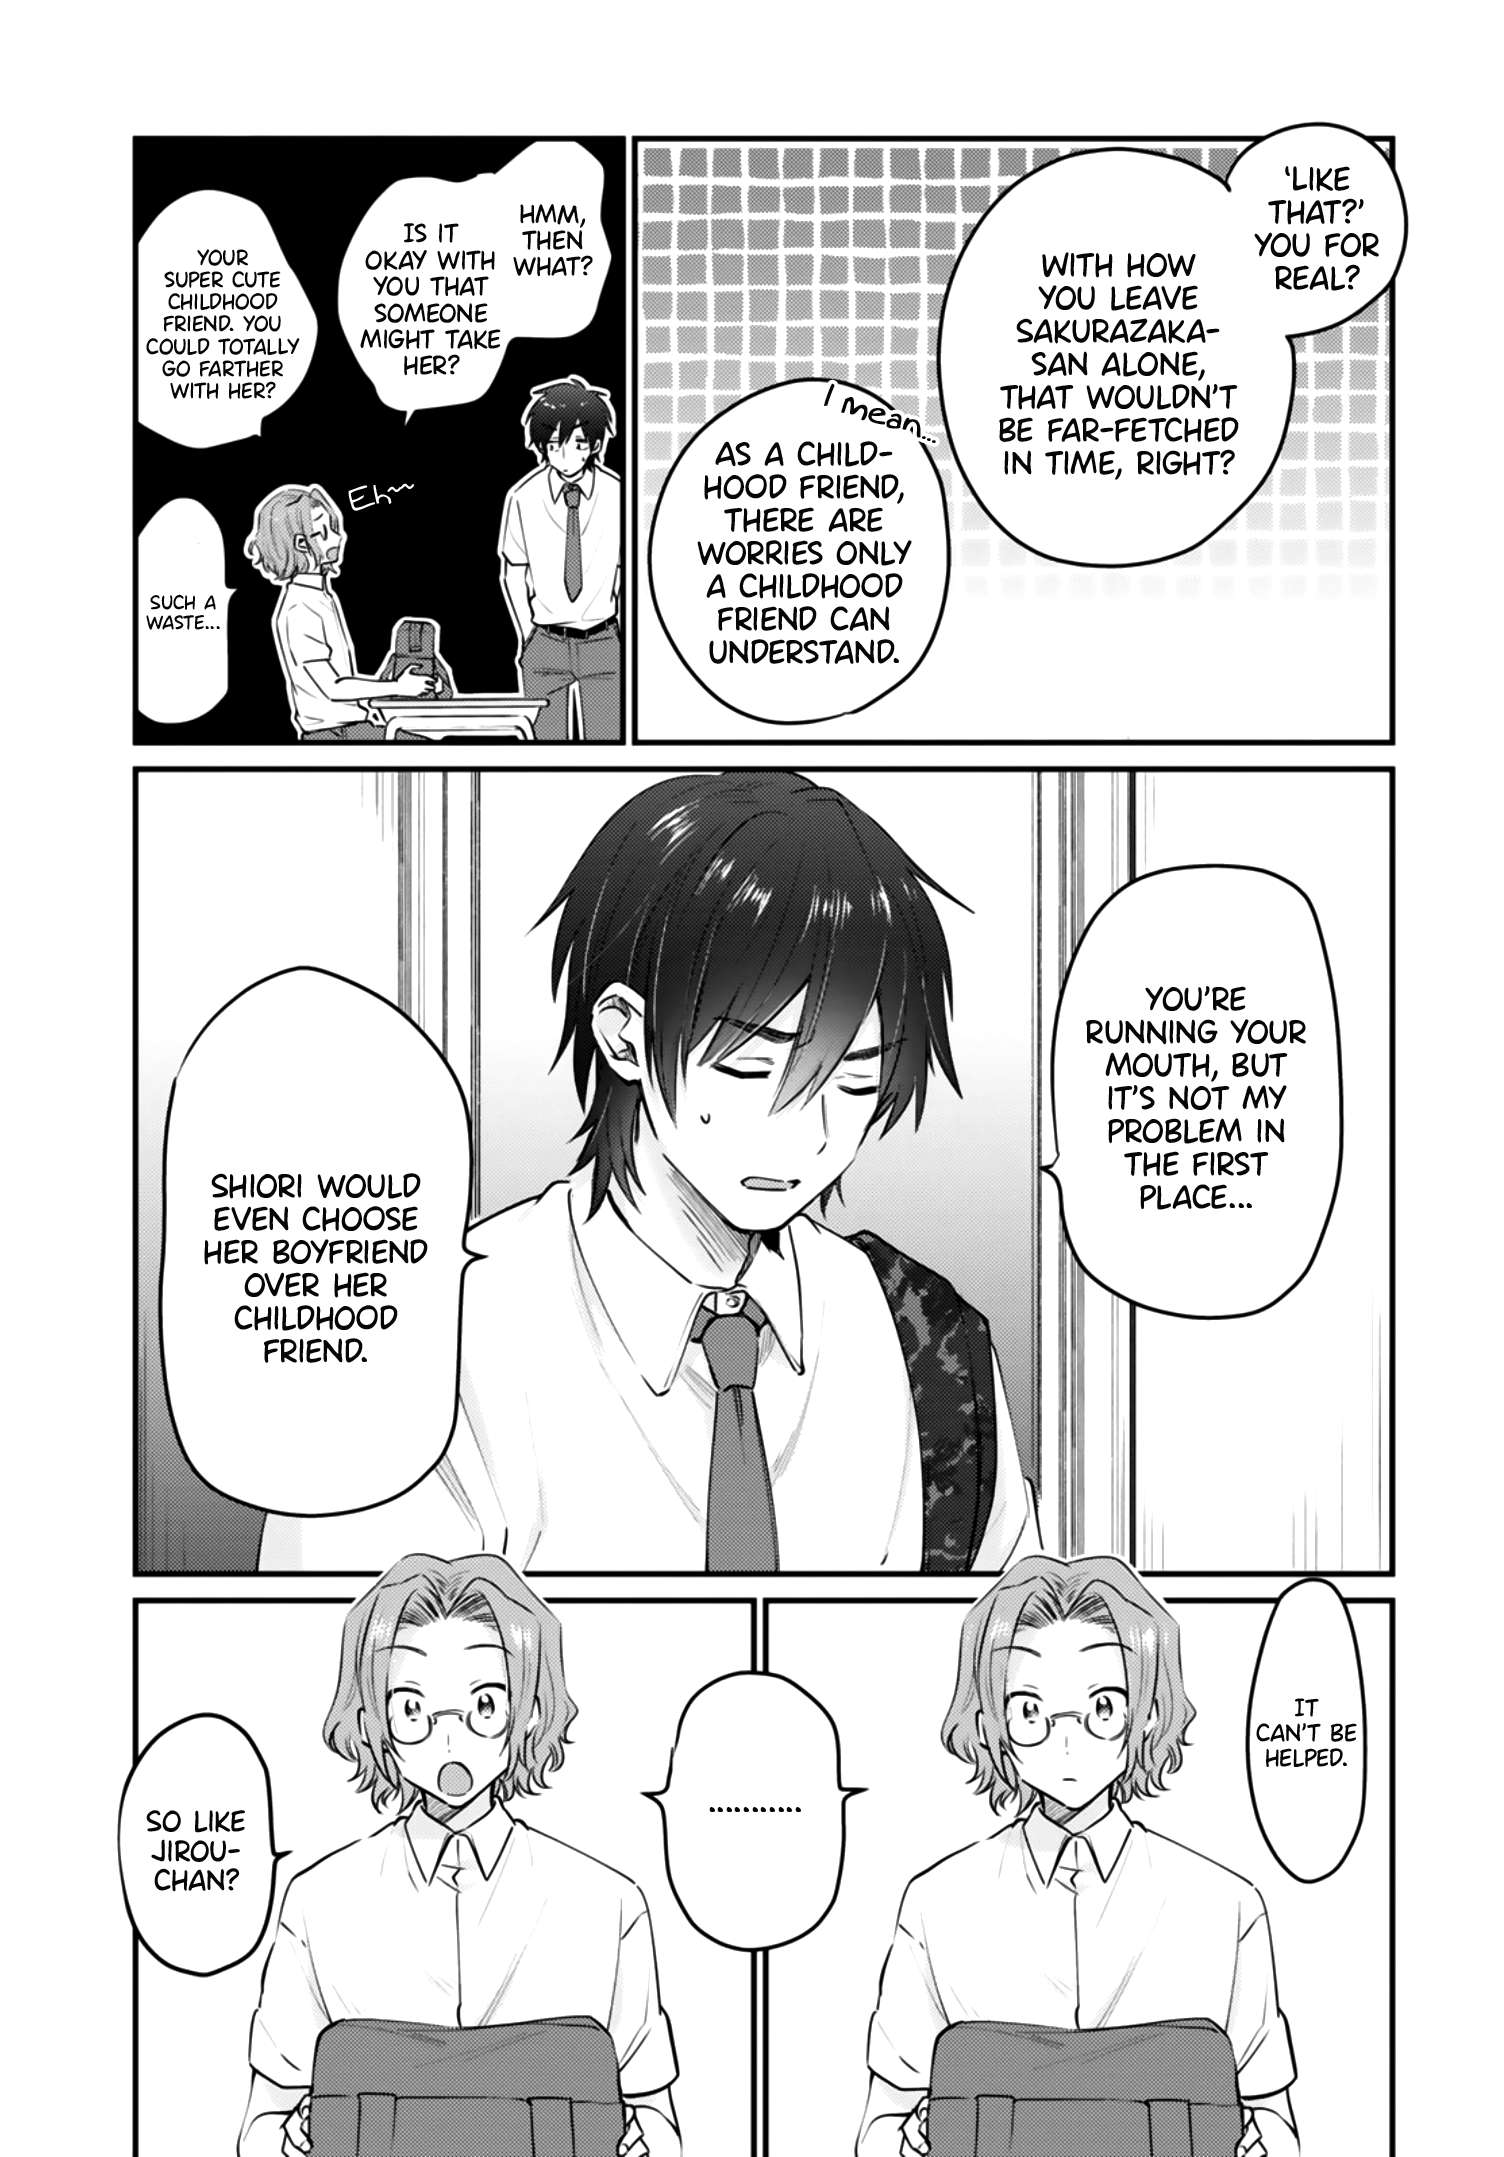 'LIKE
THAT?'
YOU FOR
REAL?
WITH HOW
YOU LEAVE
SAKURAZAKA-
SAN ALONE,
THAT WOULDN'T
BE FAR-FETCHED
IN TIME, RIGHT?
I mean...
AS A CHILD-
HOOD FRIEND,
THERE ARE
WORRIES ONLY
A CHILDHOOD
FRIEND CAN
UNDERSTAND.
HMM,
THEN
WHAT?
IS IT
OKAY WITH
YOU THAT
SOMEONE
MIGHT TAKE
HER?
YOUR
SUPER CUTE
CHILDHOOD
FRIEND. YOU
COULD TOTALLY
GO FARTHER
WITH HER?
Eh~~
SUCH A
WASTE...
YOU'RE
RUNNING YOUR
MOUTH, BUT
IT'S NOT MY
PROBLEM IN
THE FIRST
PLACE...
SHIORI WOULD
EVEN CHOOSE
HER BOYFRIEND
OVER HER
CHILDHOOD
FRIEND.
IT
CAN'T BE
HELPED.
...........
SO LIKE
JIROU-
CHAN?